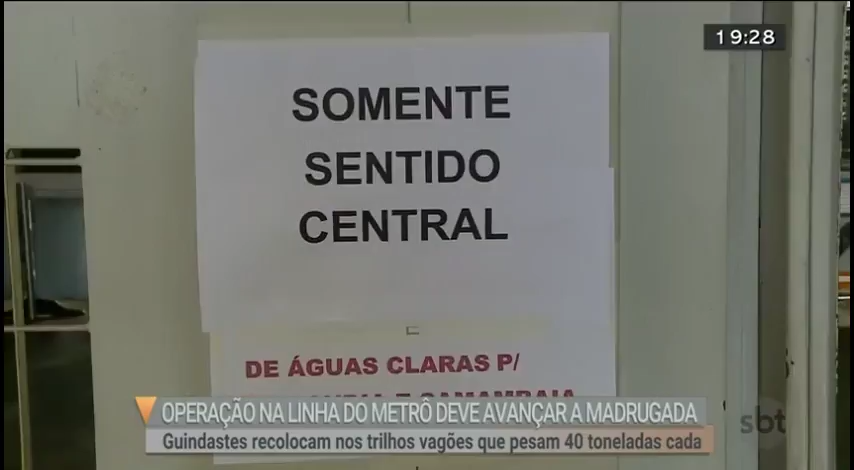 19:28
SOMENTE
SENTIDO
CENTRAL
DE ÁGUAS CLARAS P/
E SAMAMBAIA
OPERAÇÃO NA LINHA DO METRÔ DEVE AVANÇAR A MADRUGADA
Guindastes recolocam nos trilhos vagões que pesam 40 toneladas cada
sbt